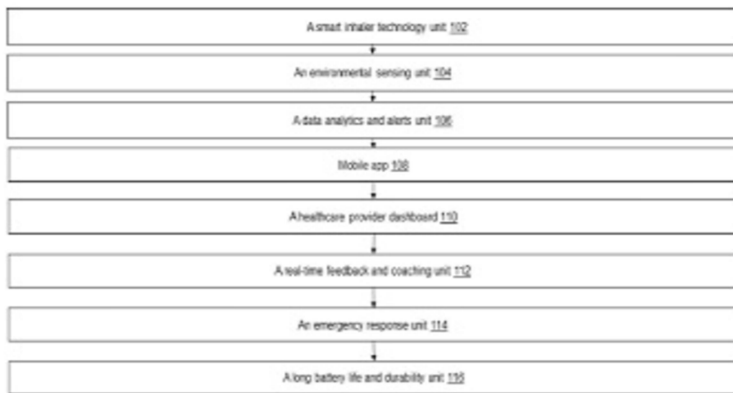 A smart inhaler technology unit 102
An environmental sensing unit 104
A data analytics and alerts unit 106
Mobile app 108
A healthcare provider dashboard 110
A real-time feedback and coaching unit 112
An emergency response unit 114
A long battery life and durability unit 116